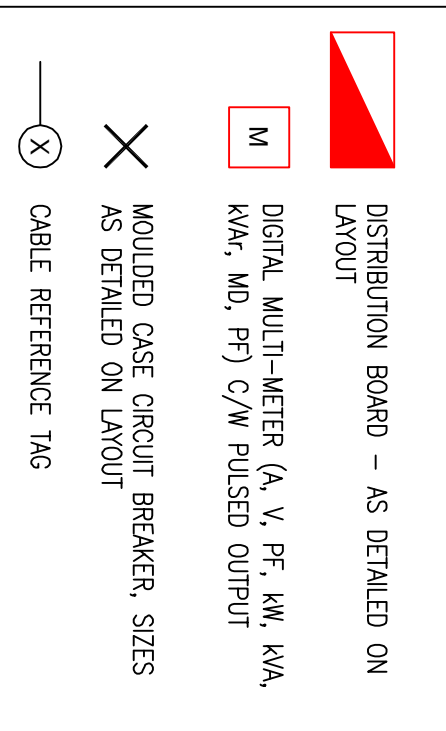 DISTRIBUTION BOARD – AS DETAILED ON
LAYOUT
M
DIGITAL MULTI–METER (A, V, PF, kW, kVA,
kVAr, MD, PF) C/W PULSED OUTPUT
MOULDED CASE CIRCUIT BREAKER, SIZES
AS DETAILED ON LAYOUT
X
CABLE REFERENCE TAG